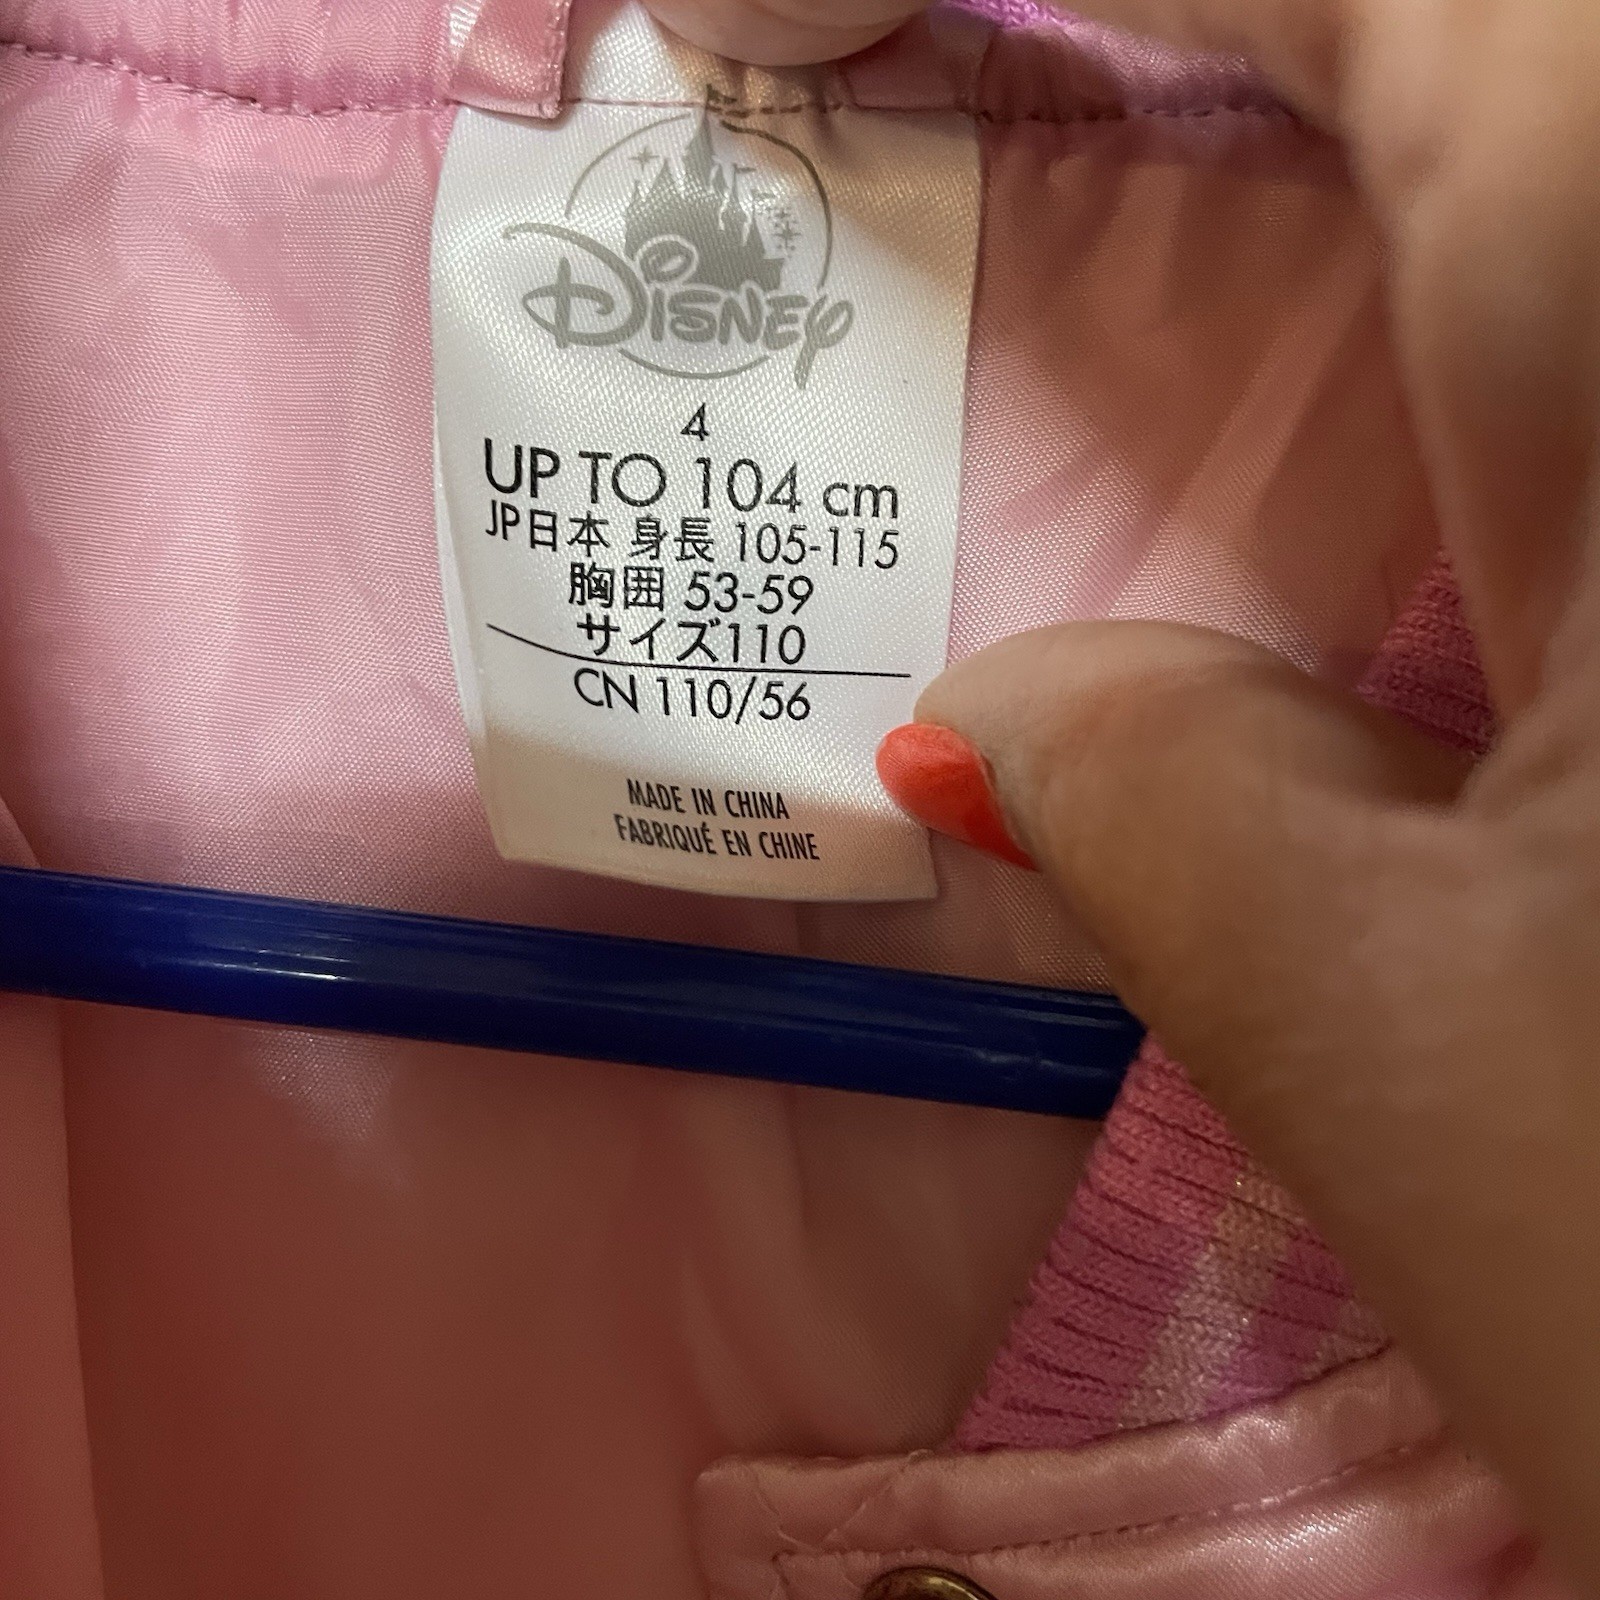 Disney
4
UP TO 104 cm
JP日本 身長 105-115
胸囲 53-59
サイズ110
CN 110/56
MADE IN CHINA
FABRIQUÉ EN CHINE